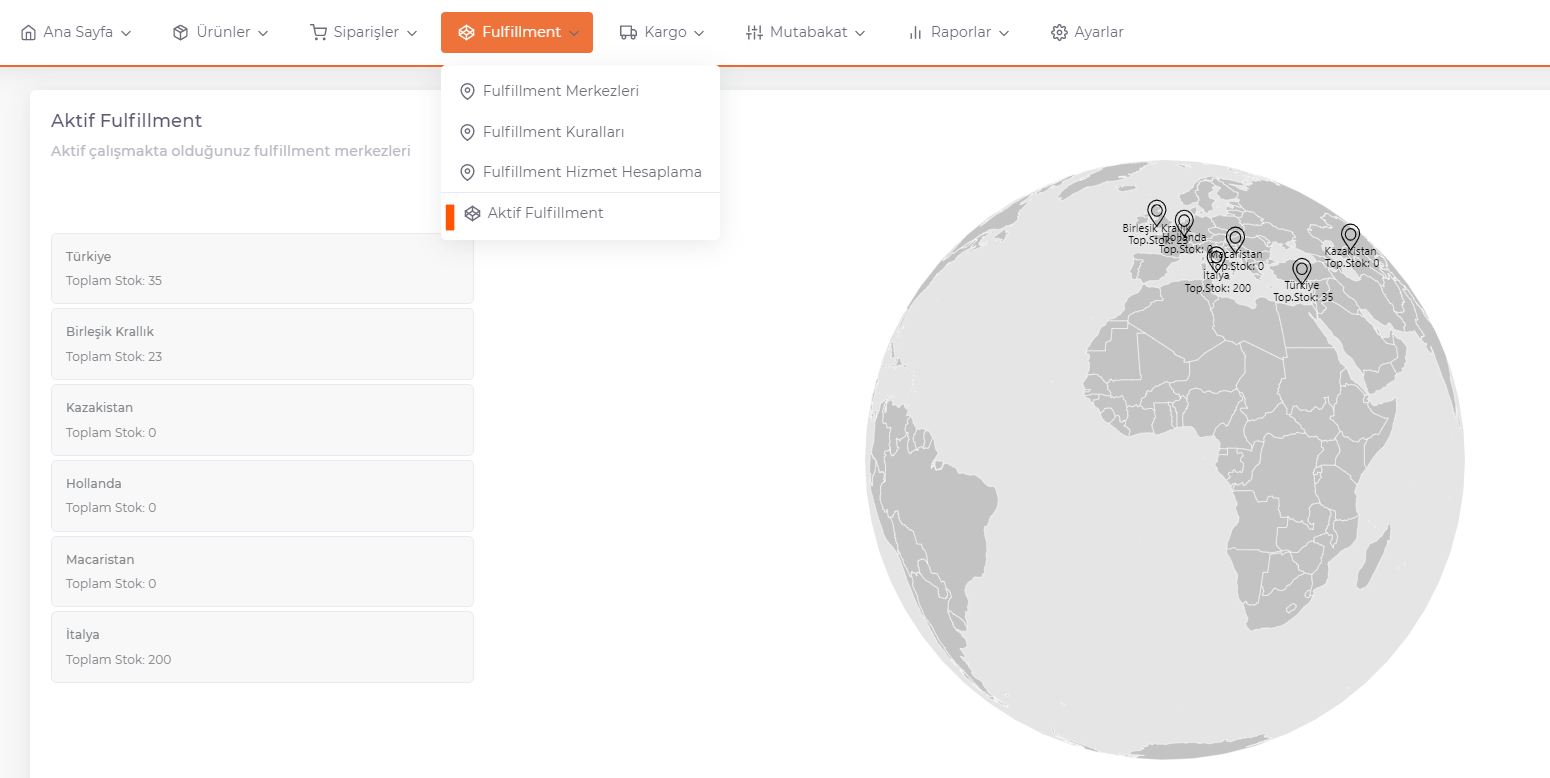 Ana Sayfa
Ürünler
Siparişler
Fulfillment
Kargo
Mutabakat
Raporlar
Ayarlar
Fulfillment Merkezleri
Fulfillment Kuralları
Fulfillment Hizmet Hesaplama
Aktif Fulfillment
Aktif Fulfillment
Aktif çalışmakta olduğunuz fulfillment merkezleri
Türkiye
Toplam Stok: 35
Birleşik Krallık
Toplam Stok: 23
Kazakistan
Toplam Stok: 0
Hollanda
Toplam Stok: 0
Macaristan
Toplam Stok: 0
İtalya
Toplam Stok: 200
Birleşik Krallık
Top.Stok: 23
Hollanda
Top.Stok: 0
Macaristan
Top.Stok: 0
İtalya
Top.Stok: 200
Türkiye
Top.Stok: 35
Kazakistan
Top.Stok: 0